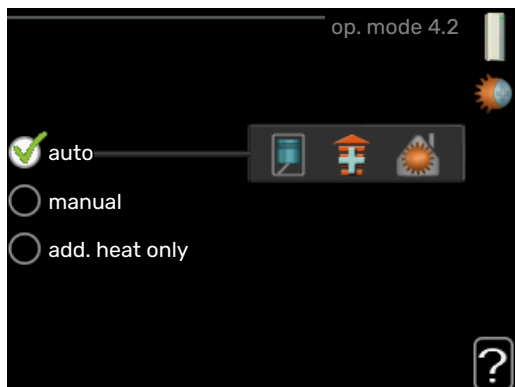 op. mode 4.2
auto
manual
add. heat only
?